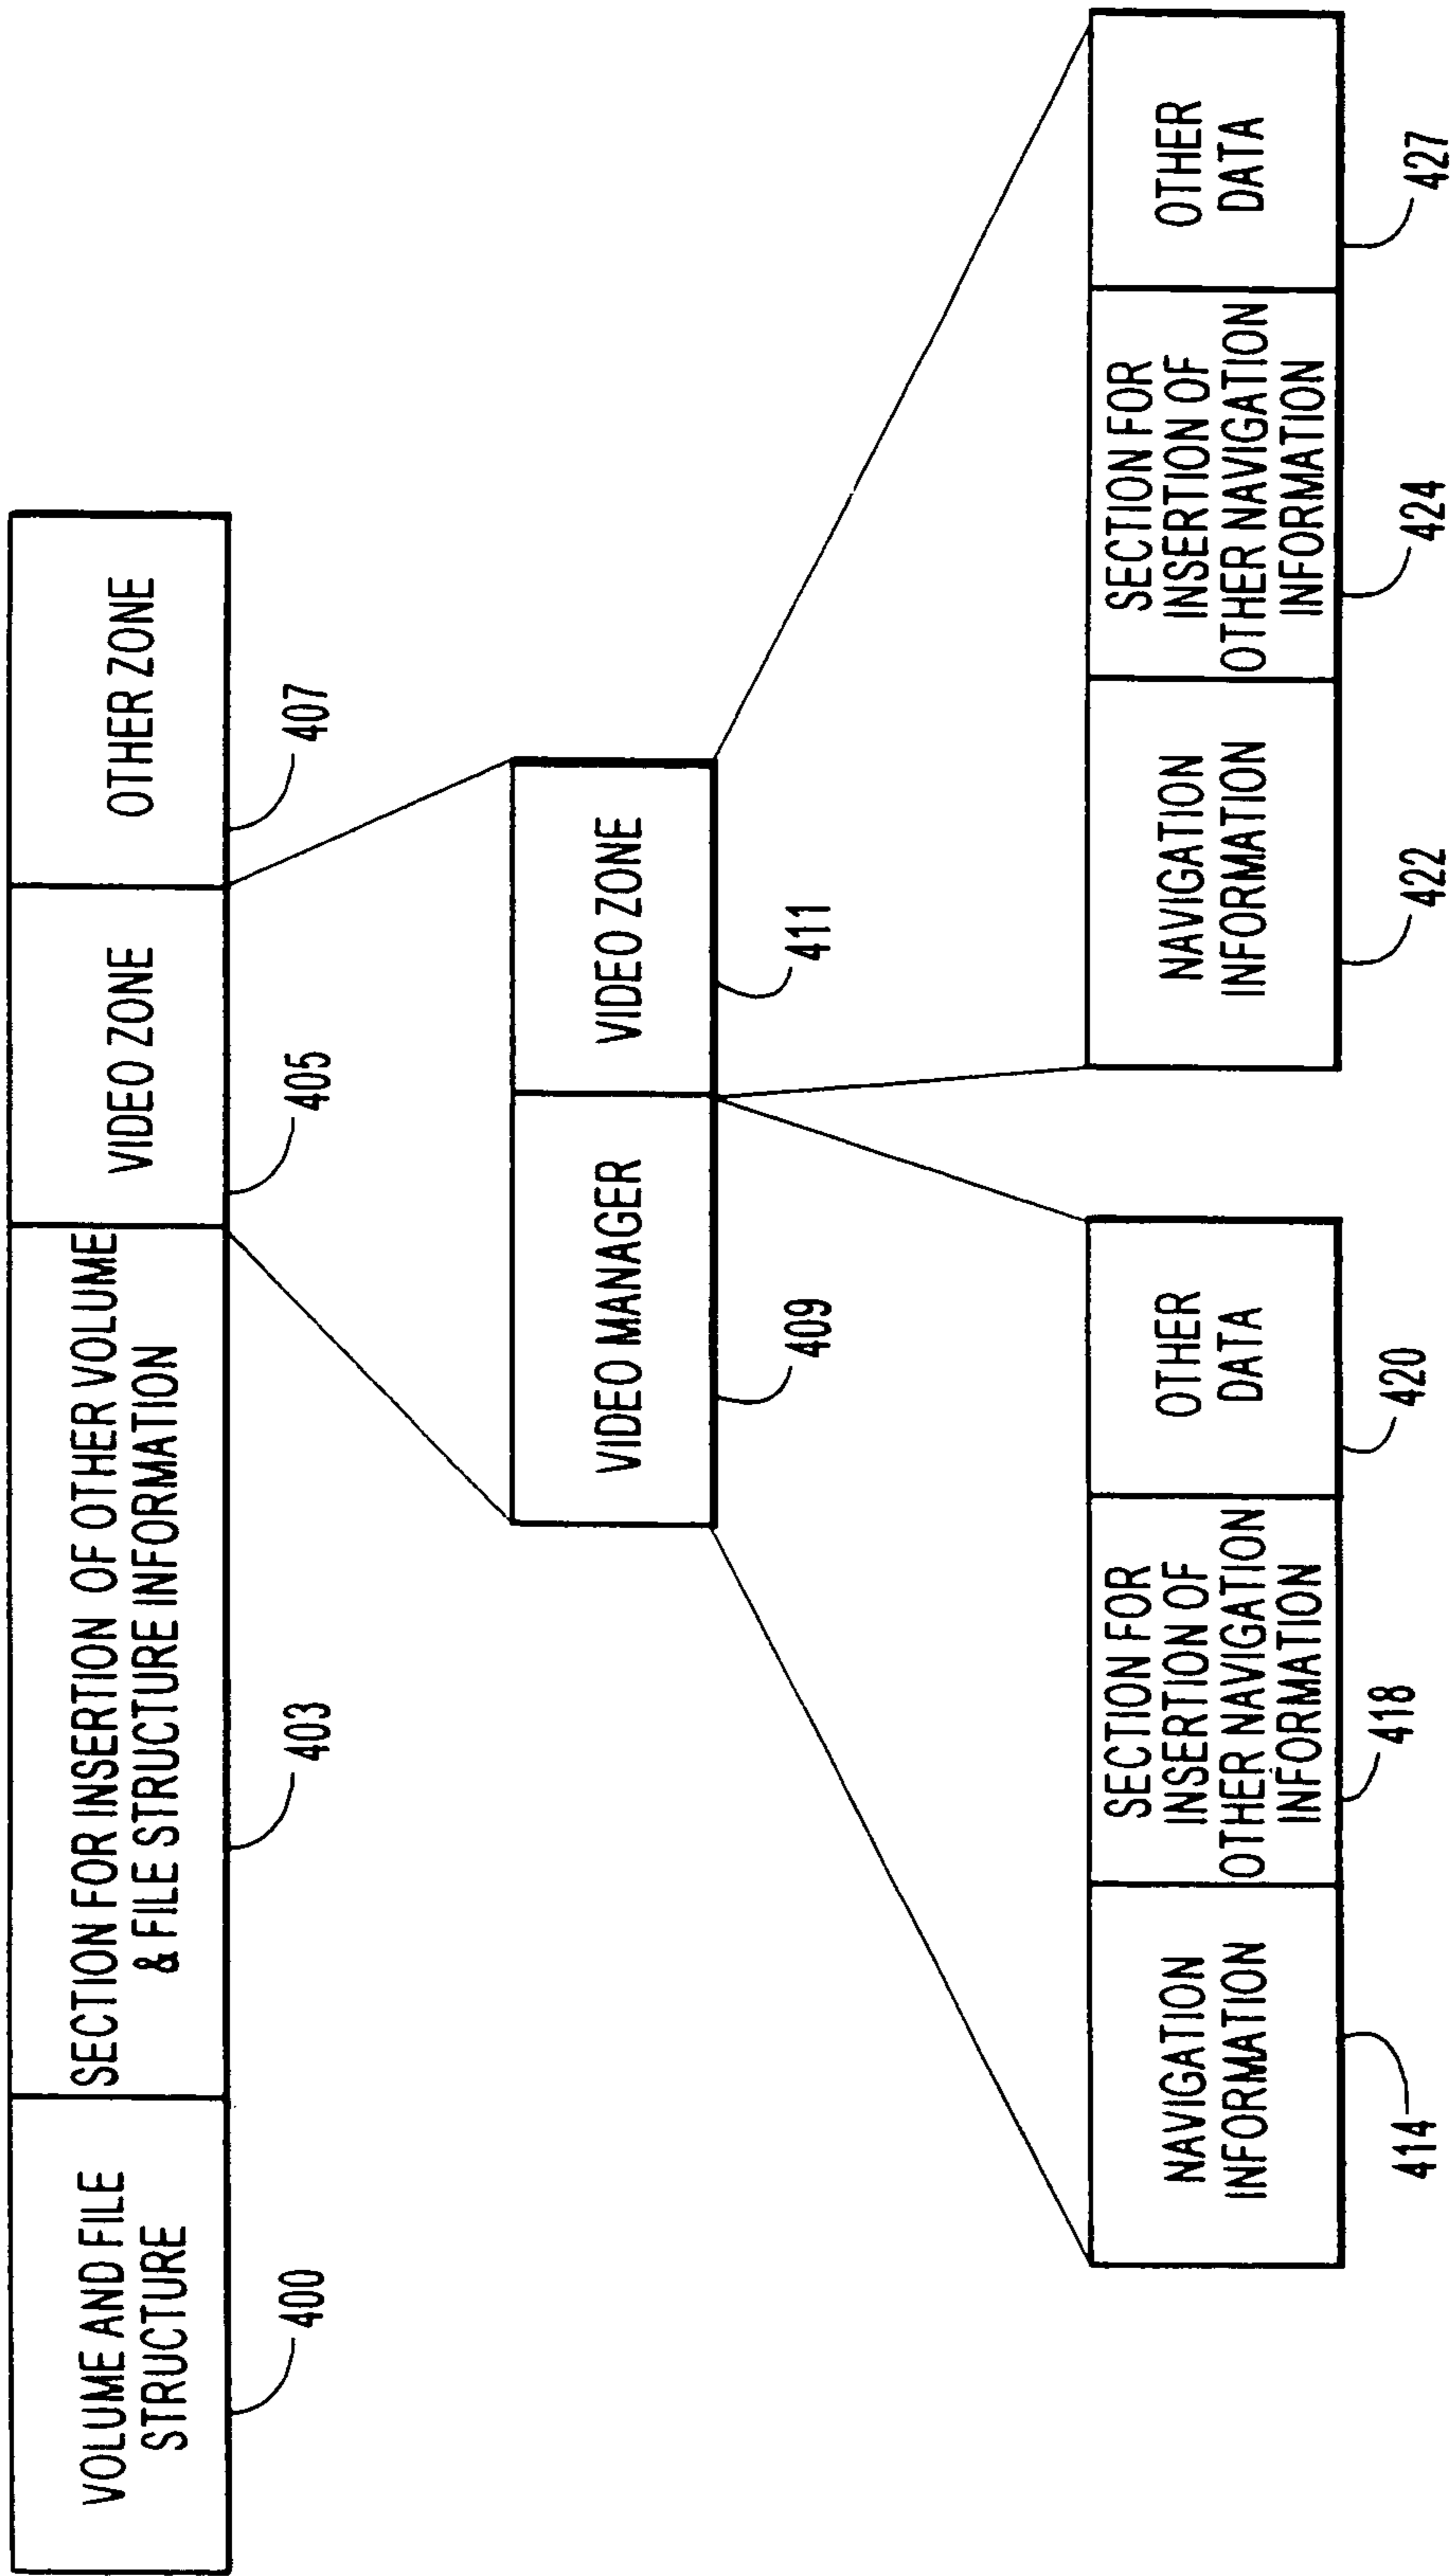 VOLUME AND FILE
STRUCTURE
400
SECTION FOR INSERTION OF OTHER VOLUME
& FILE STRUCTURE INFORMATION
403
VIDEO ZONE
405
OTHER ZONE
407
VIDEO MANAGER
409
VIDEO ZONE
411
NAVIGATION
INFORMATION
414
SECTION FOR
INSERTION OF
OTHER NAVIGATION
INFORMATION
418
OTHER
DATA
420
NAVIGATION
INFORMATION
422
SECTION FOR
INSERTION OF
OTHER NAVIGATION
INFORMATION
424
OTHER
DATA
427